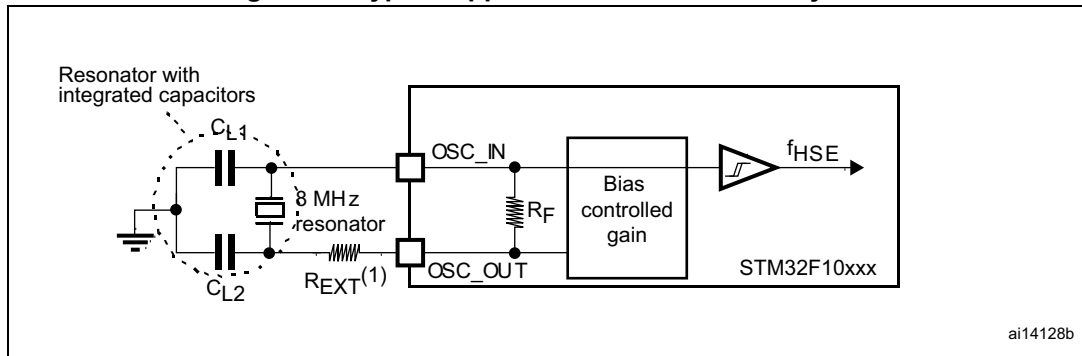 Resonator with
integrated capacitors
CL1
OSC_IN
fHSE
8 MHz
resonator
RF
Bias
controlled
gain
STM32F10xxx
OSC_OUT
REXT(1)
CL2
ai14128b